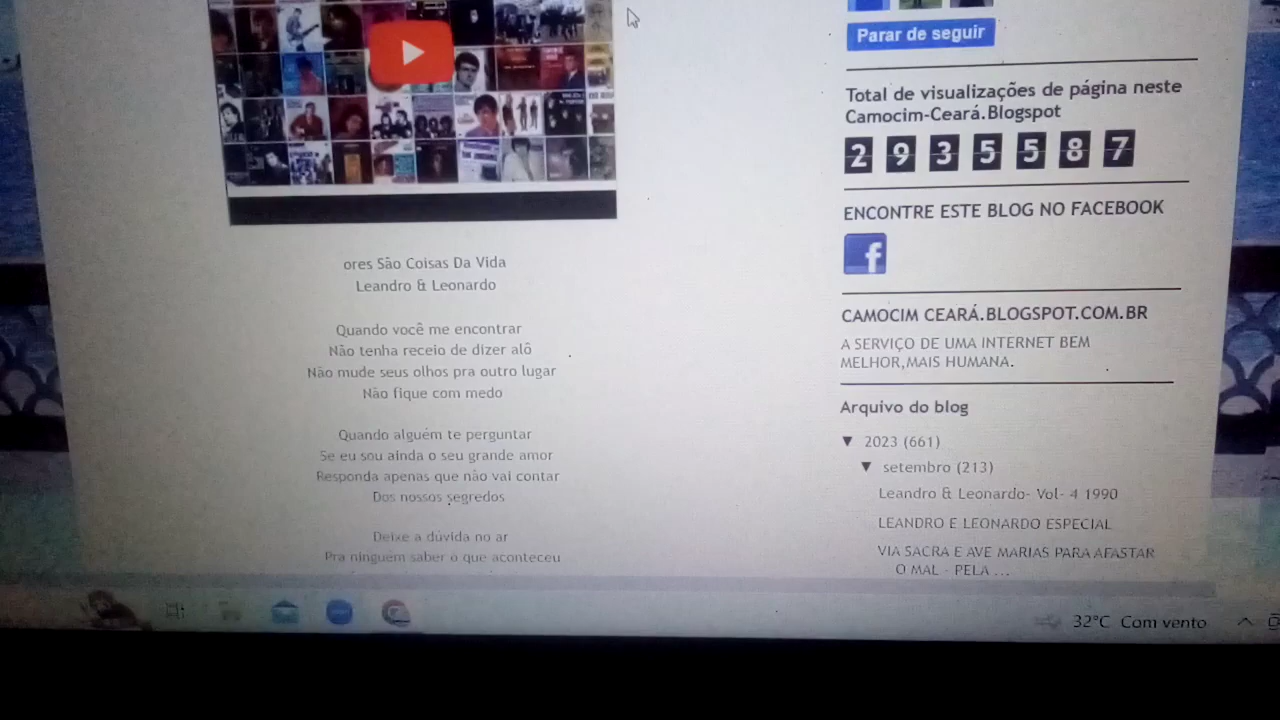 ores São Coisas Da Vida
Leandro & Leonardo
Quando você me encontrar
Não tenha receio de dizer alô
Não mude seus olhos pra outro lugar
Não fique com medo
Quando alguém te perguntar
Se eu sou ainda o seu grande amor
Responda apenas que não vai contar
Dos nossos segredos
Deixe a dúvida no ar
Pra ninguém saber o que aconteceu
Parar de seguir
Total de visualizações de página neste
Camocim-Ceará.Blogspot
2 9 3 5 5 8 7
ENCONTRE ESTE BLOG NO FACEBOOK
f
CAMOCIM CEARÁ.BLOGSPOT.COM.BR
A SERVIÇO DE UMA INTERNET BEM
MELHOR,MAIS HUMANA.
Arquivo do blog
▼ 2023 (661)
▼ setembro (213)
Leandro & Leonardo- Vol- 4 1990
LEANDRO E LEONARDO ESPECIAL
VIA SACRA E AVE MARIAS PARA AFASTAR
O MAL - PELA ...
32°C Com vento